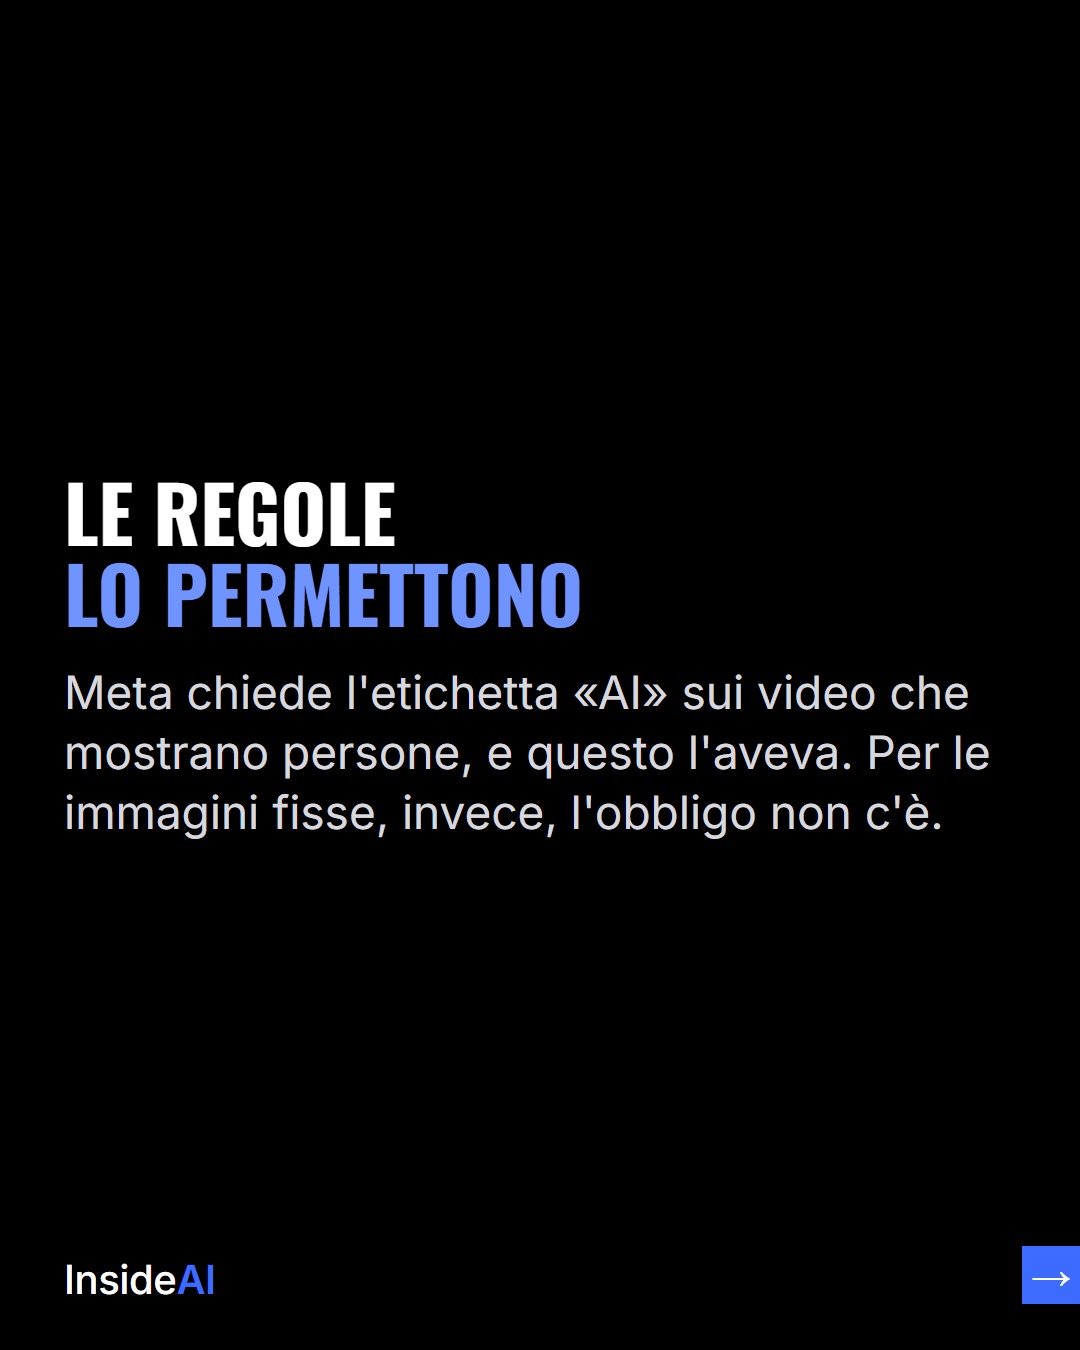 LE REGOLE
LO PERMETTONO
Meta chiede l'etichetta «AI» sui video che
mostrano persone, e questo l'aveva. Per le
immagini fisse, invece, l'obbligo non c'è.
InsideAI
→